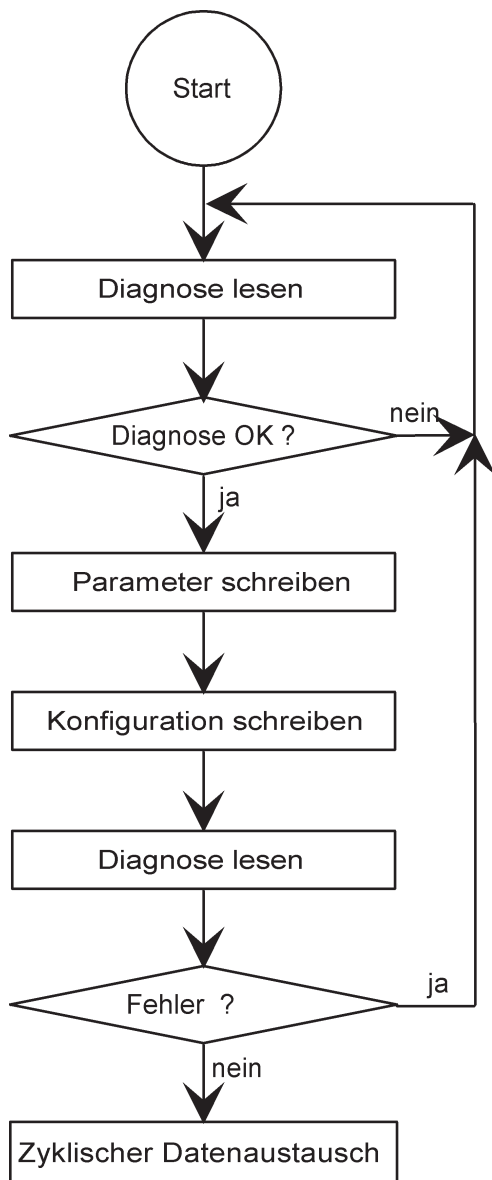 Start
Diagnose lesen
Diagnose OK ?
nein
ja
Parameter schreiben
Konfiguration schreiben
Diagnose lesen
Fehler ?
ja
nein
Zyklischer Datenaustausch